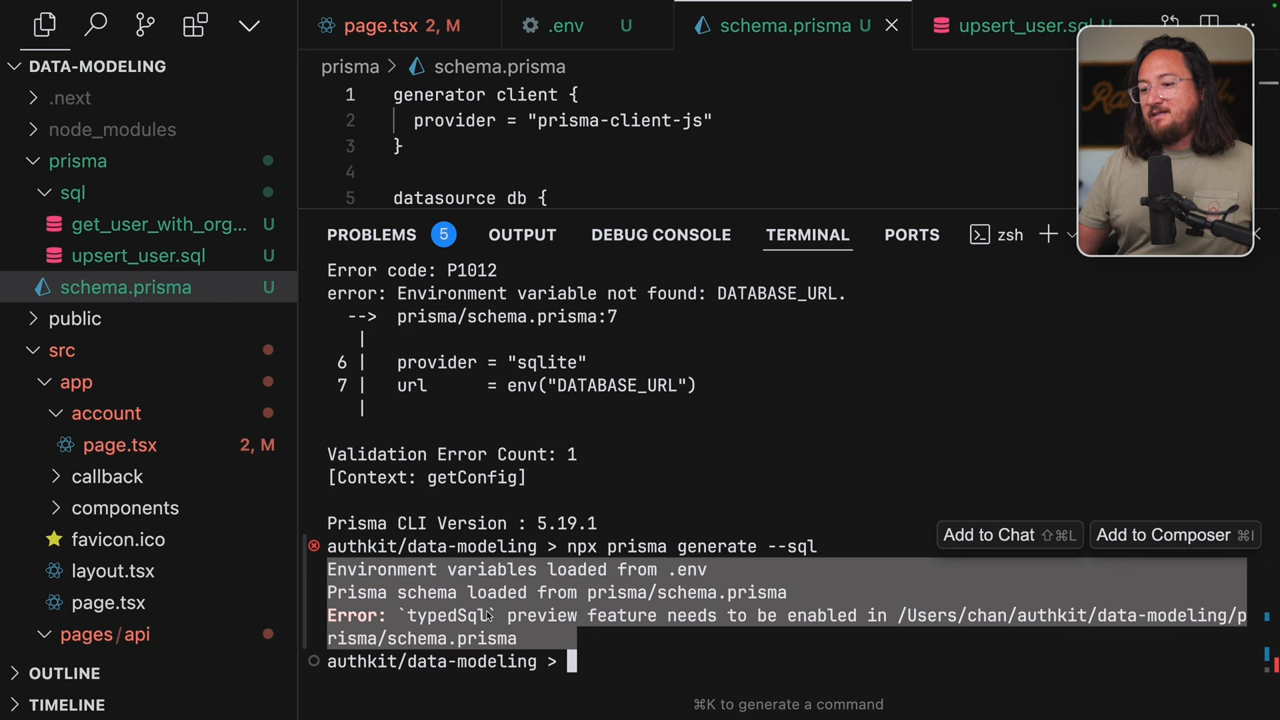 page.tsx 2, M
.env U
schema.prisma U
upsert_user.sql U
DATA-MODELING
.next
node_modules
prisma
sql
get_user_with_org... U
upsert_user.sql U
schema.prisma U
public
src
app
account
page.tsx 2, M
callback
components
favicon.ico
layout.tsx
page.tsx
pages/api
OUTLINE
TIMELINE
prisma > schema.prisma
1 generator client {
2 provider = "prisma-client-js"
3 }
4
5 datasource db {
PROBLEMS 5 OUTPUT DEBUG CONSOLE TERMINAL PORTS zsh
Error code: P1012
error: Environment variable not found: DATABASE_URL.
--> prisma/schema.prisma:7
|
6 | provider = "sqlite"
7 | url = env("DATABASE_URL")
|
Validation Error Count: 1
[Context: getConfig]
Prisma CLI Version : 5.19.1
authkit/data-modeling > npx prisma generate --sql
Add to Chat ⇧⌘L Add to Composer ⌘I
Environment variables loaded from .env
Prisma schema loaded from prisma/schema.prisma
Error: `typedSql` preview feature needs to be enabled in /Users/chan/authkit/data-modeling/p
risma/schema.prisma
authkit/data-modeling >
⌘K to generate a command